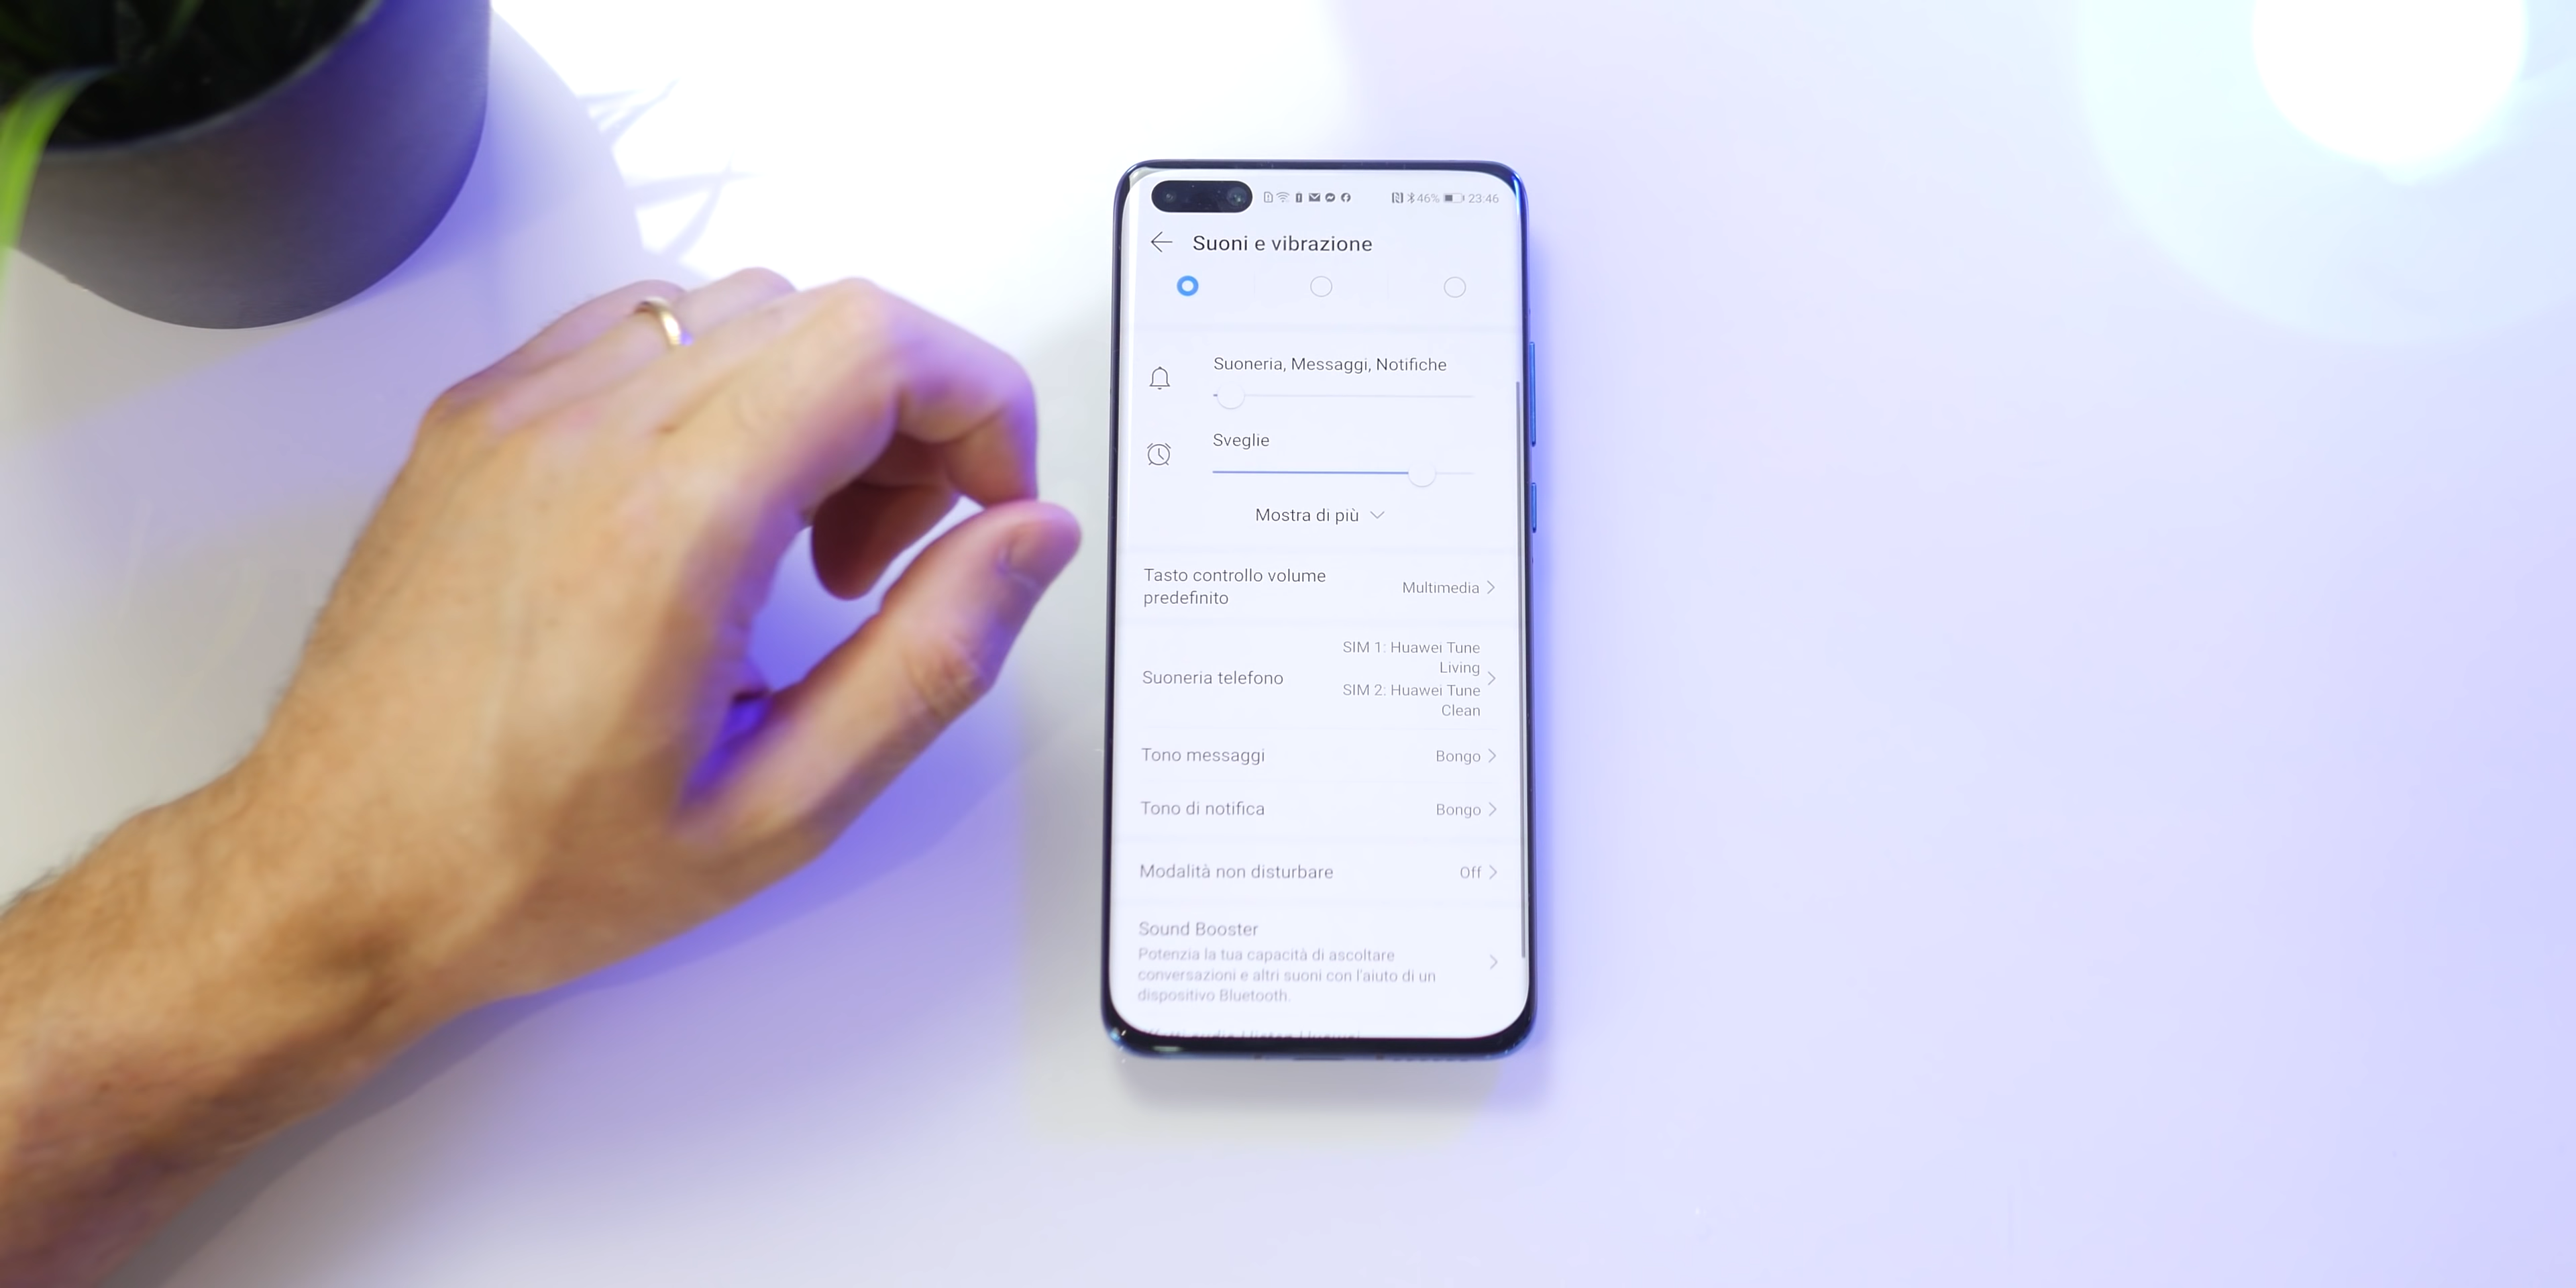 46% 23:46
Suoni e vibrazione
Suoneria, Messaggi, Notifiche
Sveglie
Mostra di più
Tasto controllo volume
predefinito
Multimedia
Suoneria telefono
SIM 1: Huawei Tune
Living
SIM 2: Huawei Tune
Clean
Tono messaggi
Bongo
Tono di notifica
Bongo
Modalità non disturbare
Off
Sound Booster
Potenzia la tua capacità di ascoltare
conversazioni e altri suoni con l'aiuto di un
dispositivo Bluetooth.